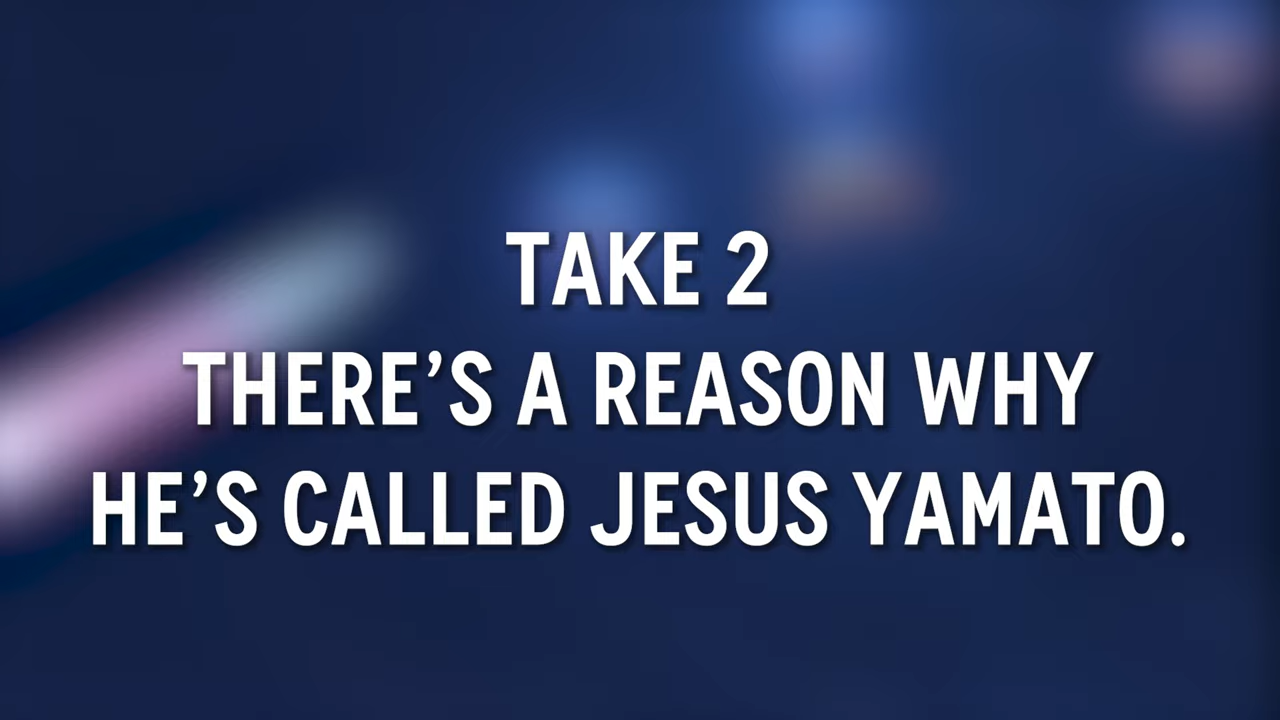 TAKE 2
THERE’S A REASON WHY
HE’S CALLED JESUS YAMATO.